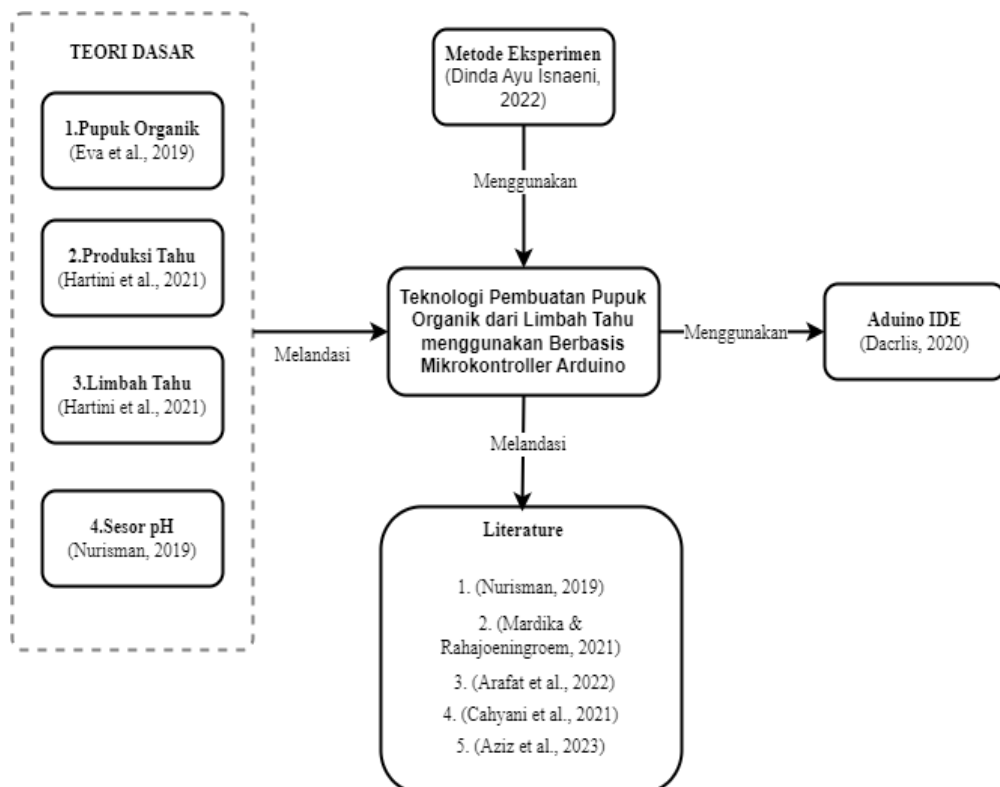 TEORI DASAR
1.Pupuk Organik
(Eva et al., 2019)
2.Produksi Tahu
(Hartini et al., 2021)
3.Limbah Tahu
(Hartini et al., 2021)
4.Sesor pH
(Nurisman, 2019)
Melandasi
Metode Eksperimen
(Dinda Ayu Isnaeni,
2022)
Menggunakan
Teknologi Pembuatan Pupuk
Organik dari Limbah Tahu
menggunakan Berbasis
Mikrokontroller Arduino
Menggunakan
Aduino IDE
(Dacrlis, 2020)
Melandasi
Literature
1. (Nurisman, 2019)
2. (Mardika &
Rahajoeningroem, 2021)
3. (Arafat et al., 2022)
4. (Cahyani et al., 2021)
5. (Aziz et al., 2023)